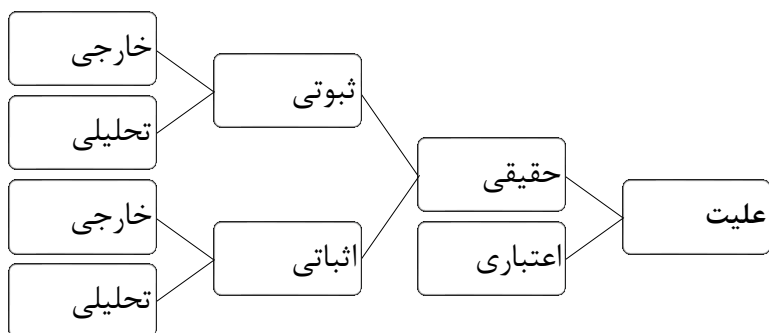 علیت
حقیقی
ثبوتی
خارجی
تحلیلی
اثباتی
خارجی
تحلیلی
اعتباری